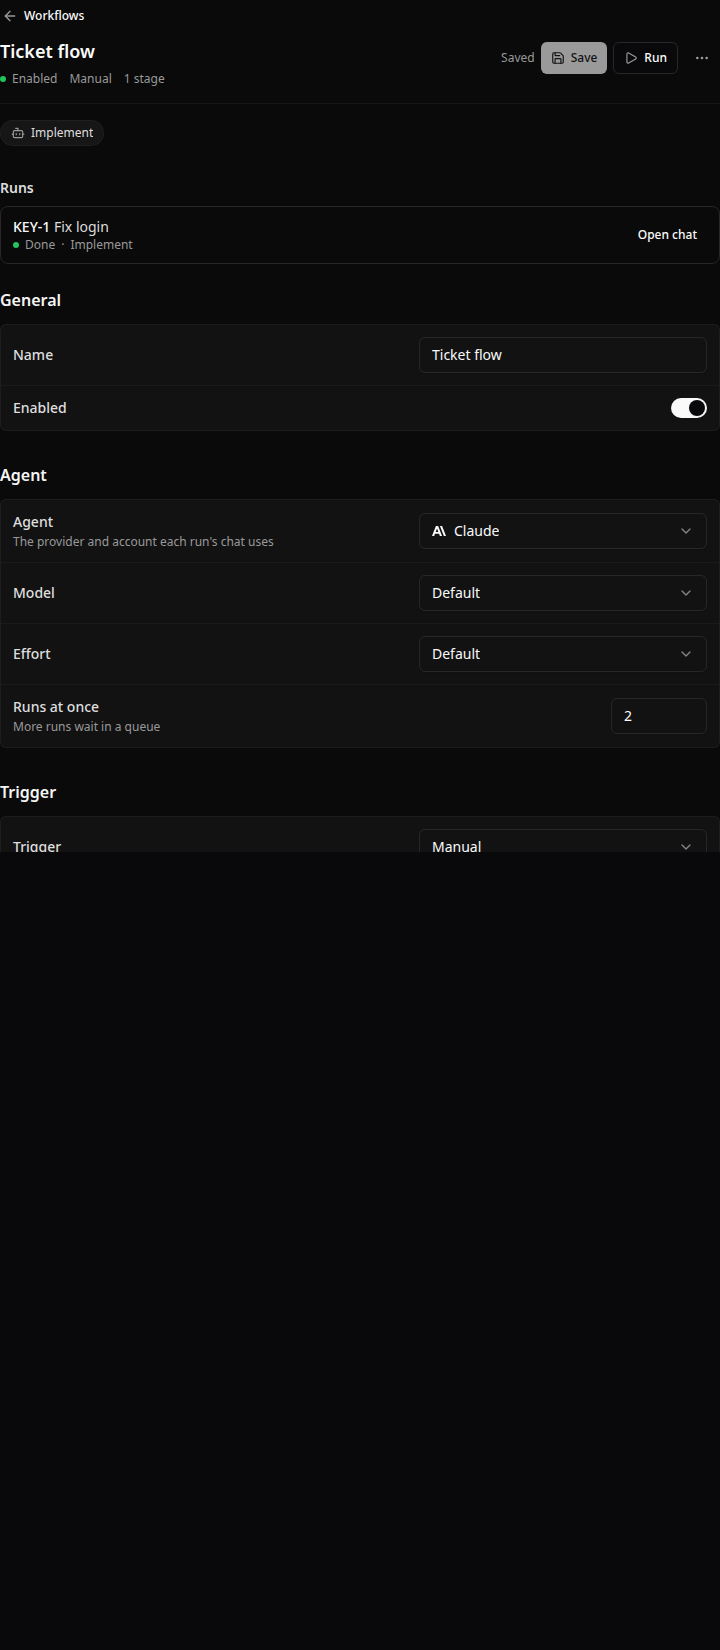 Workflows
Ticket flow
Saved
Save
Run
Enabled Manual 1 stage
Implement
Runs
KEY-1 Fix login
Done · Implement
Open chat
General
Name
Ticket flow
Enabled
Agent
Agent
The provider and account each run's chat uses
Claude
Model
Default
Effort
Default
Runs at once
More runs wait in a queue
2
Trigger
Trigger
Manual